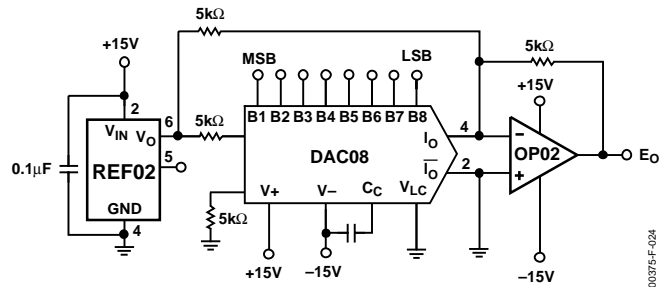 5kΩ
+15V
MSB
LSB
5kΩ
+15V
2
6
B1 B2 B3 B4 B5 B6 B7 B8
VIN VO
5kΩ
IO
4
−
OP02
EO
0.1µF
REF02
5
DAC08
IO
2
+
GND
4
5kΩ
V+
V−
CC
VLC
+15V
−15V
−15V
00375-F-024